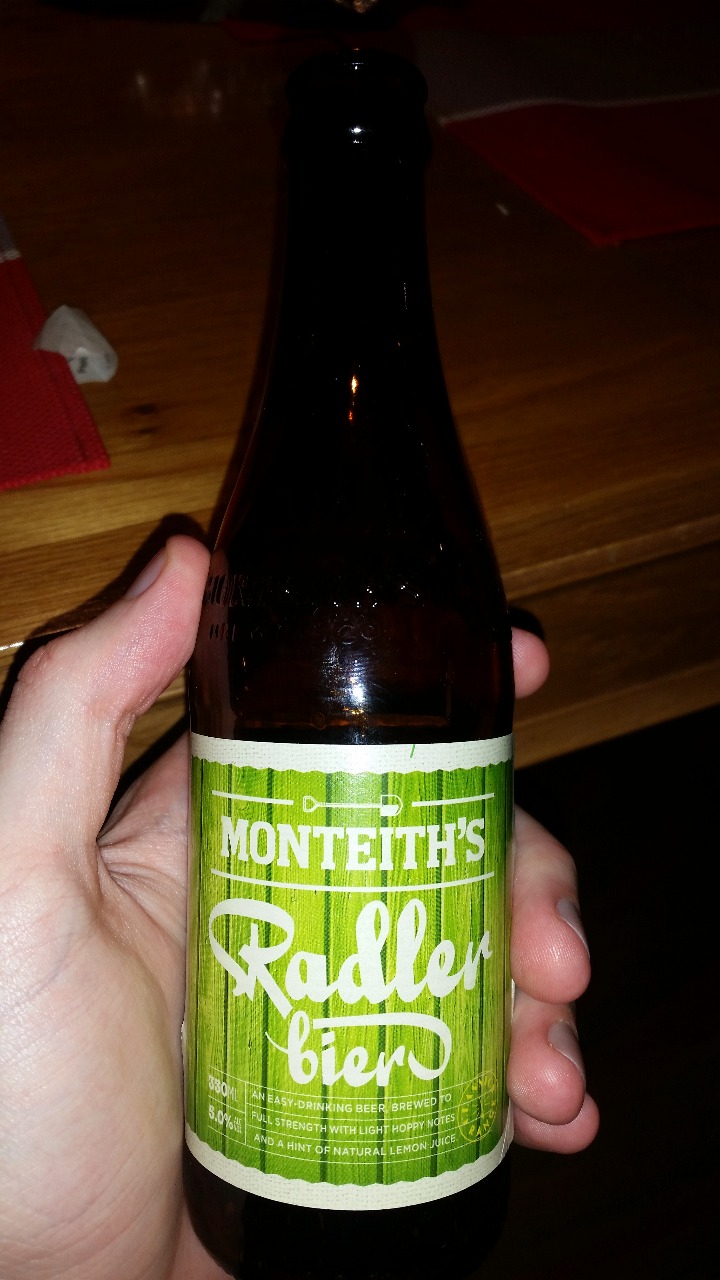 MONTEITH'S
Radler
bier
330ML
5.0%
AN EASY-DRINKING BEER, BREWED TO
FULL STRENGTH WITH LIGHT HOPPY NOTES
AND A HINT OF NATURAL LEMON JUICE